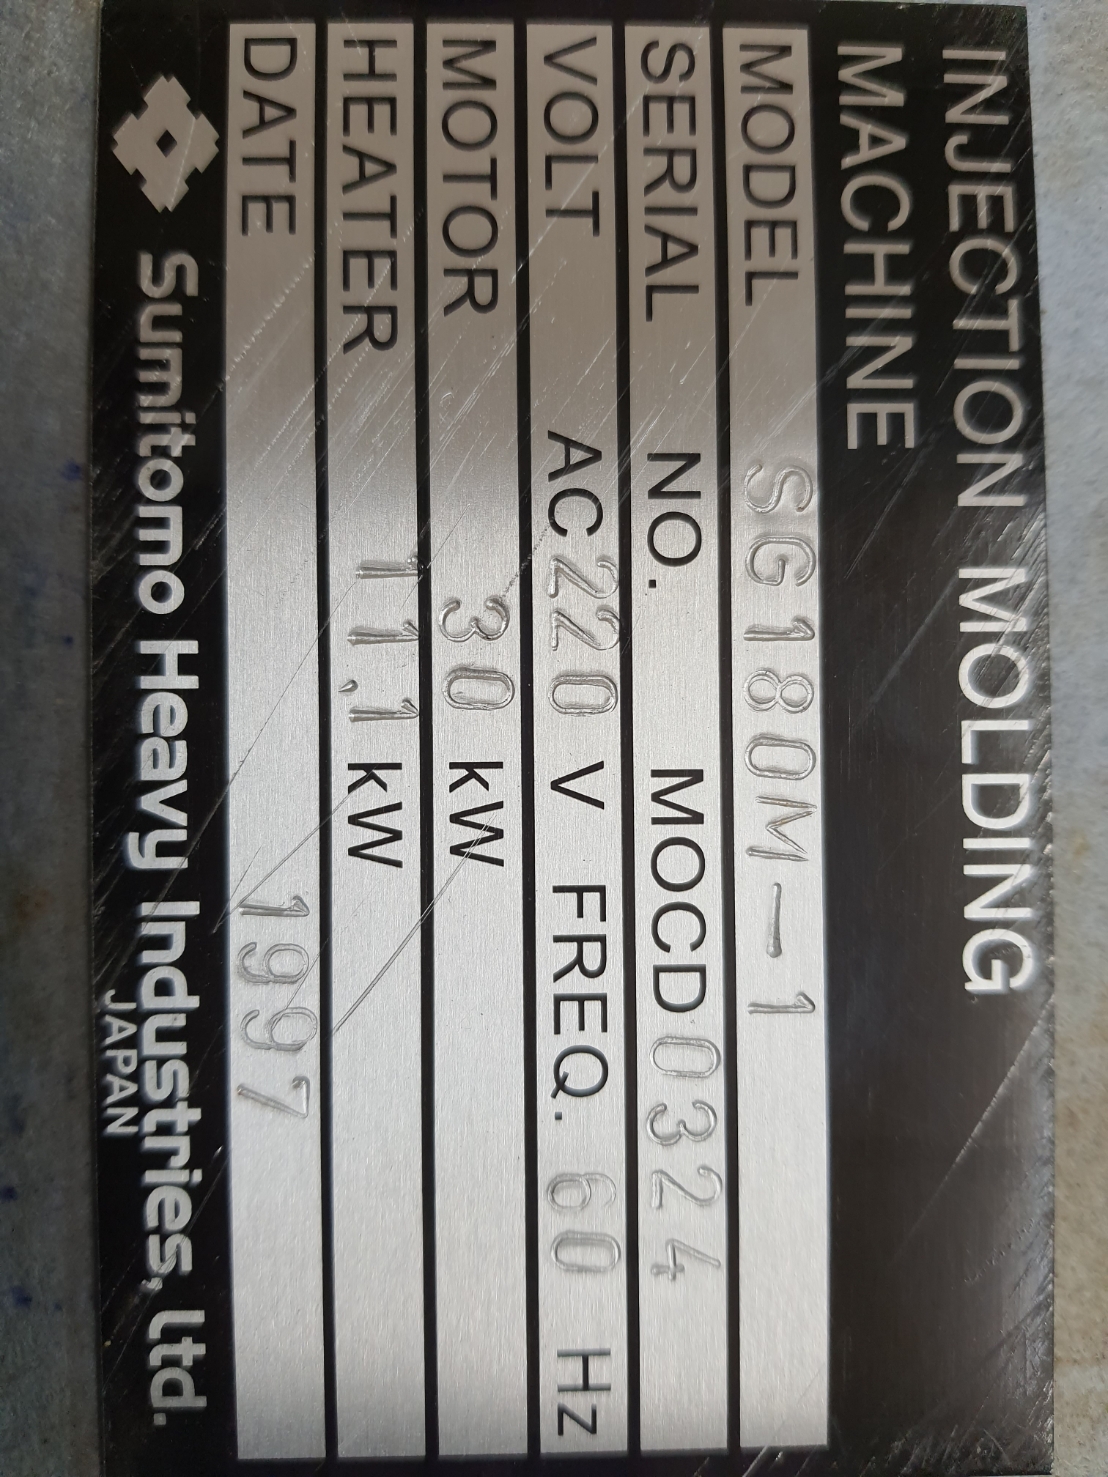 INJECTION MOLDING
MACHINE
MODEL SG180M-1
SERIAL NO. MOCD0324
VOLT AC220 V FREQ. 60 Hz
MOTOR 30 kW
HEATER 11.1 kW
DATE 1997
Sumitomo Heavy Industries, Ltd.
JAPAN